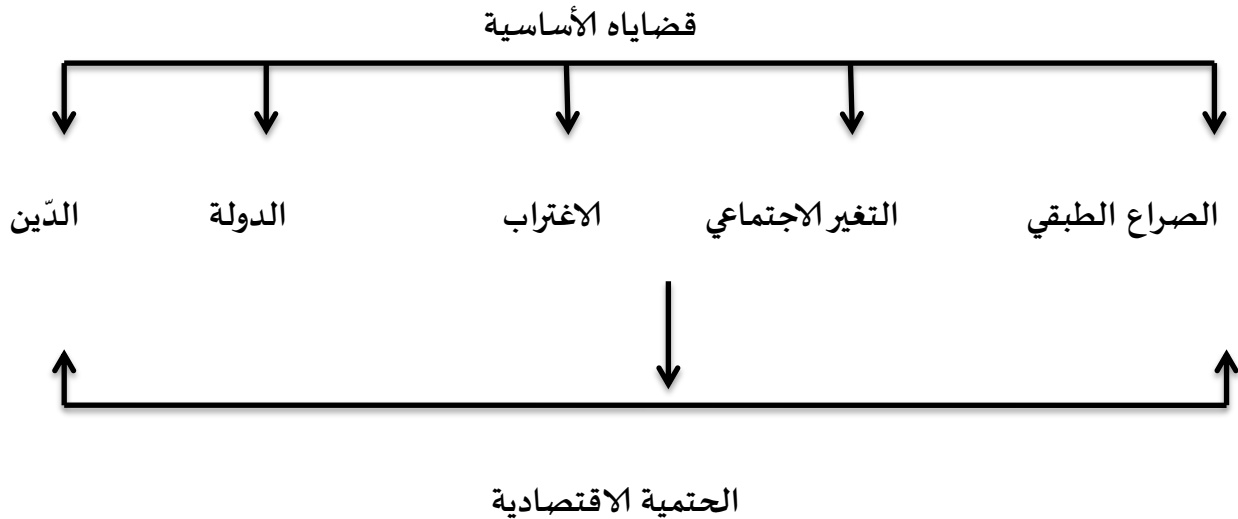 قضاياه الأساسية
الصراع الطبقي التغير الاجتماعي الاغتراب الدولة الدّين
الحتمية الاقتصادية